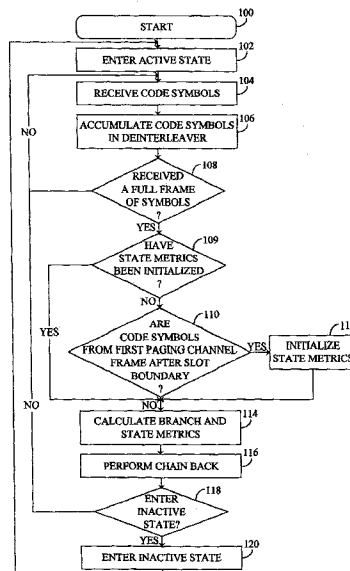 START
100
ENTER ACTIVE STATE
102
RECEIVE CODE SYMBOLS
104
ACCUMULATE CODE SYMBOLS
IN DEINTERLEAVER
106
NO
RECEIVED
A FULL FRAME
OF SYMBOLS
?
108
YES
HAVE
STATE METRICS
BEEN INITIALIZED
?
109
NO
YES
ARE
CODE SYMBOLS
FROM FIRST PAGING CHANNEL
FRAME AFTER SLOT
BOUNDARY
?
110
YES
INITIALIZE
STATE METRICS
NO
NO
CALCULATE BRANCH AND
STATE METRICS
114
PERFORM CHAIN BACK
116
ENTER
INACTIVE
STATE?
118
YES
ENTER INACTIVE STATE
120